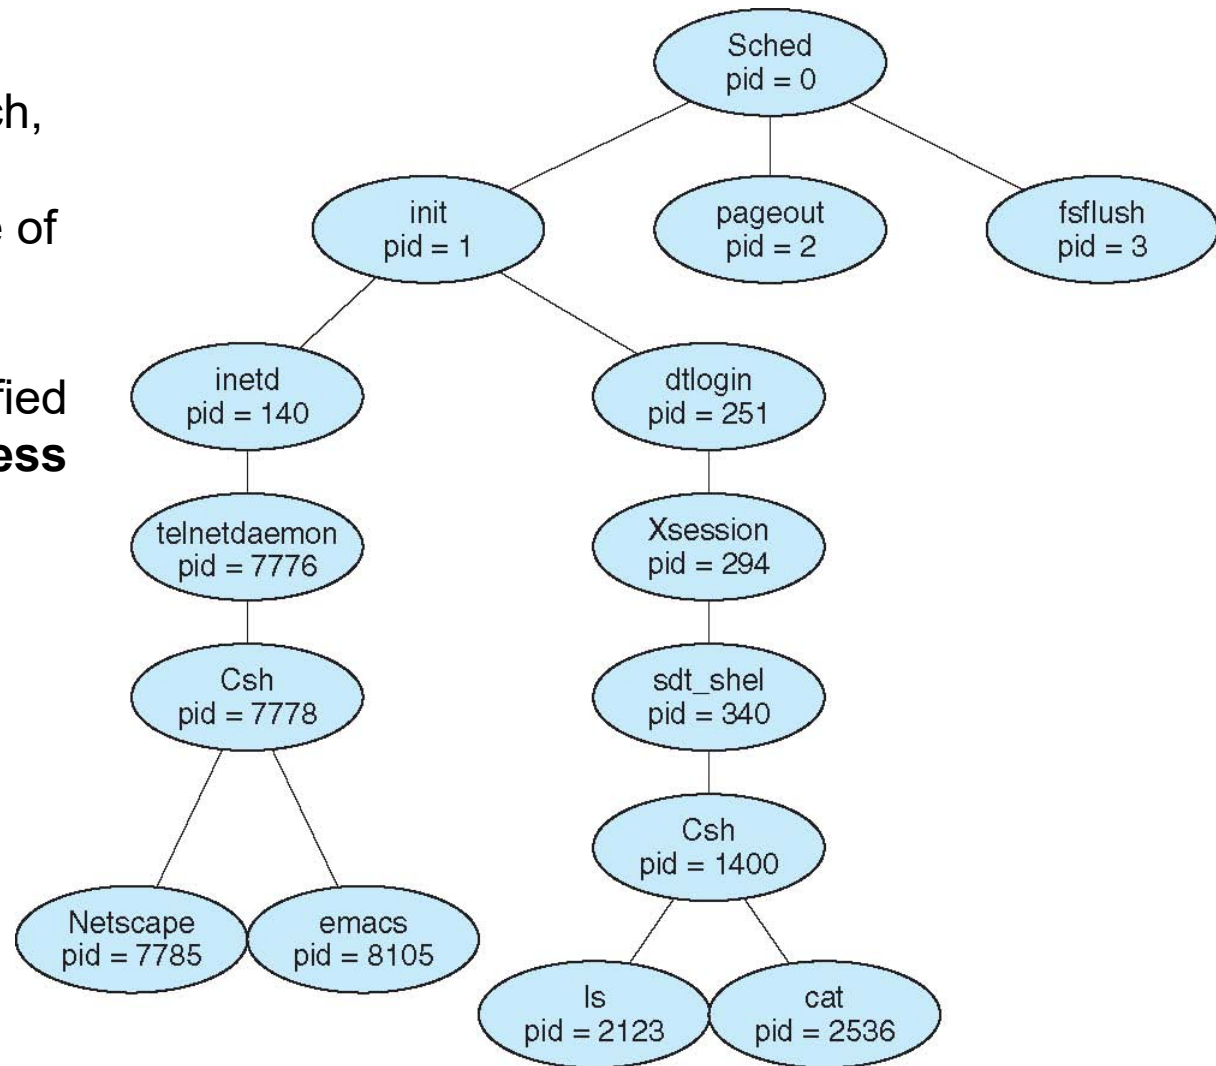 ch,
e of
fied
ess
Sched
pid = 0
init
pid = 1
pageout
pid = 2
fsflush
pid = 3
inetd
pid = 140
dtlogin
pid = 251
telnetdaemon
pid = 7776
Xsession
pid = 294
Csh
pid = 7778
sdt_shel
pid = 340
Csh
pid = 1400
Netscape
pid = 7785
emacs
pid = 8105
ls
pid = 2123
cat
pid = 2536